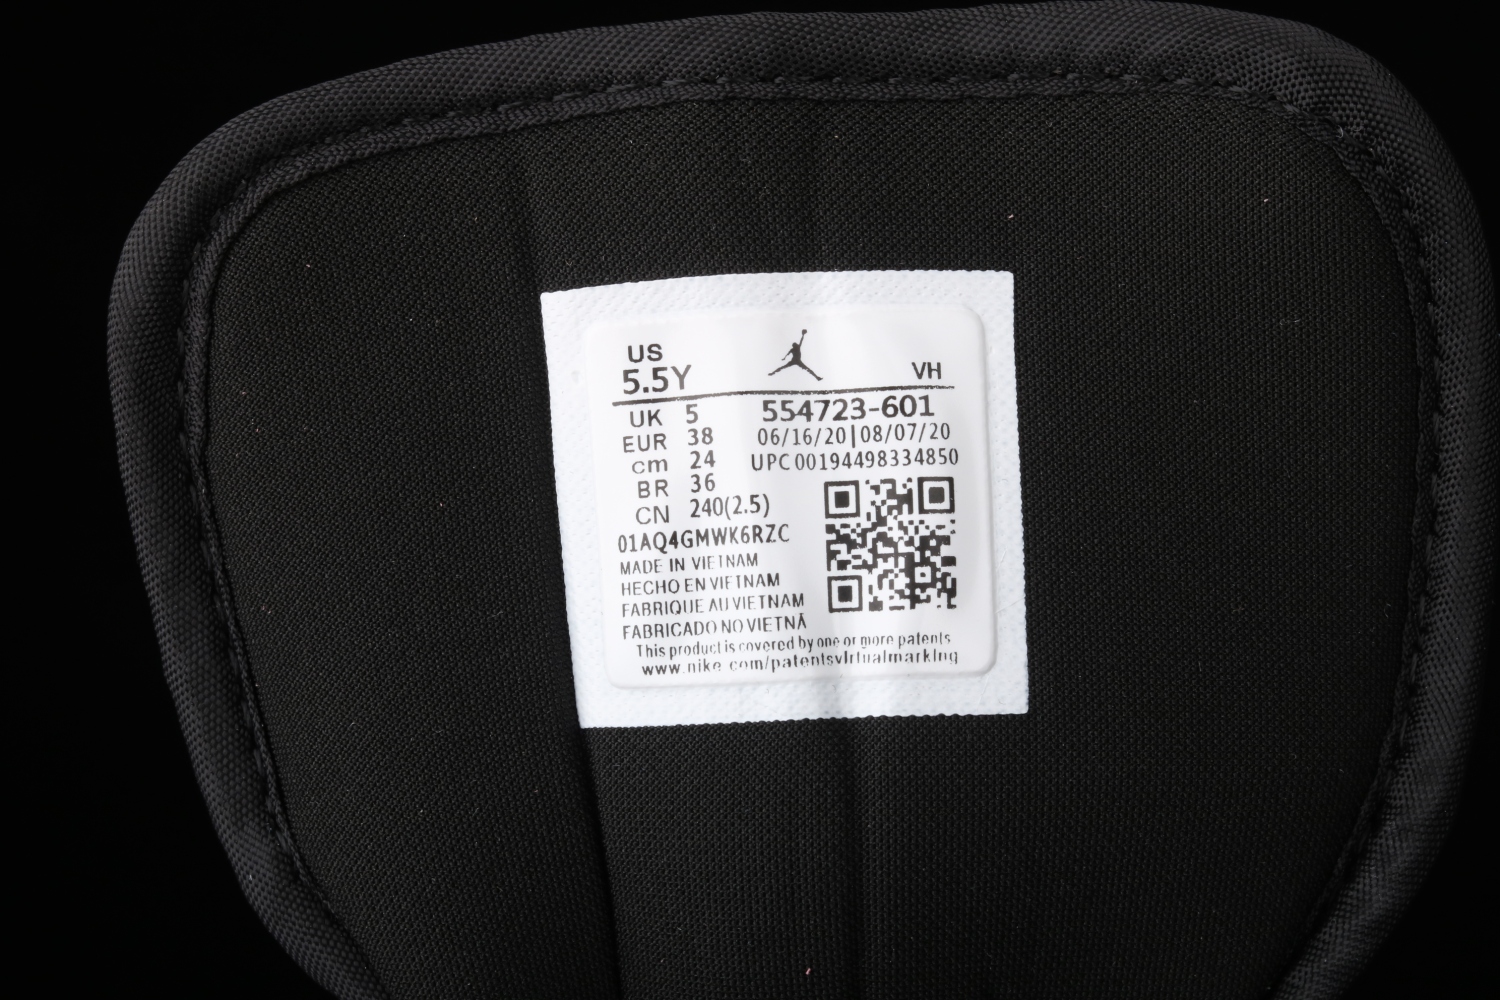 US
5.5Y
VH
UK 5
554723-601
EUR 38
06/16/20|08/07/20
cm 24
UPC 00194498334850
BR 36
CN 240(2.5)
01AQ4GMWK6RZC
MADE IN VIETNAM
HECHO EN VIETNAM
FABRIQUE AU VIETNAM
FABRICADO NO VIETNÃ
This product is covered by one or more patents
www.nike.com/patentsvirtualmarking